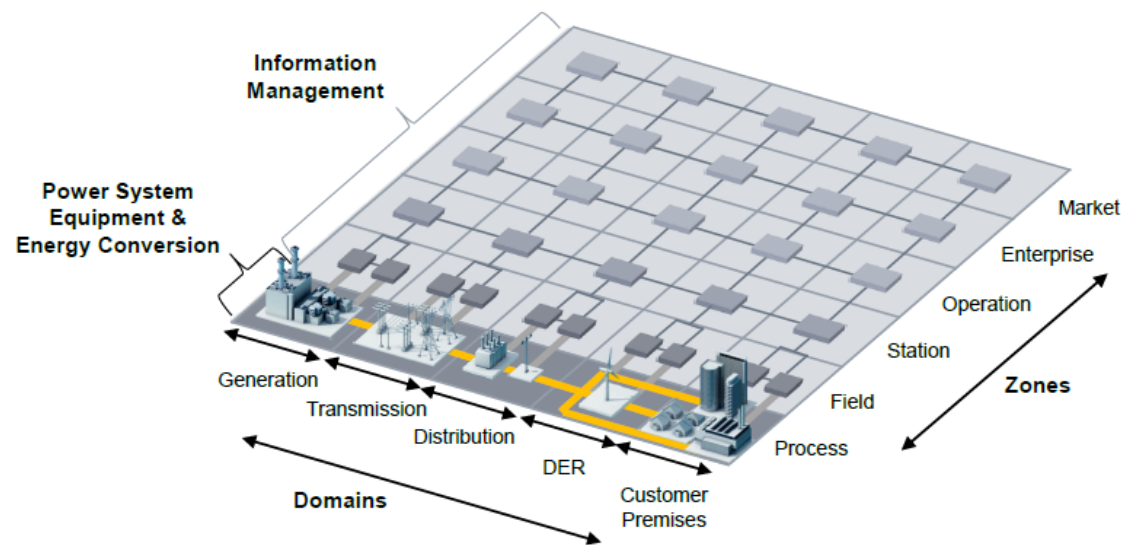 Information
Management
Power System
Equipment &
Energy Conversion
Market
Enterprise
Operation
Station
Zones
Field
Process
Generation
Transmission
Distribution
DER
Customer
Premises
Domains